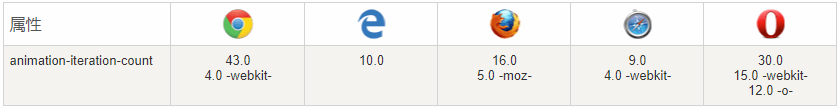 属性
animation-iteration-count 43.0 10.0 16.0 9.0 30.0
4.0 -webkit- 5.0 -moz- 4.0 -webkit- 15.0 -webkit-
12.0 -o-